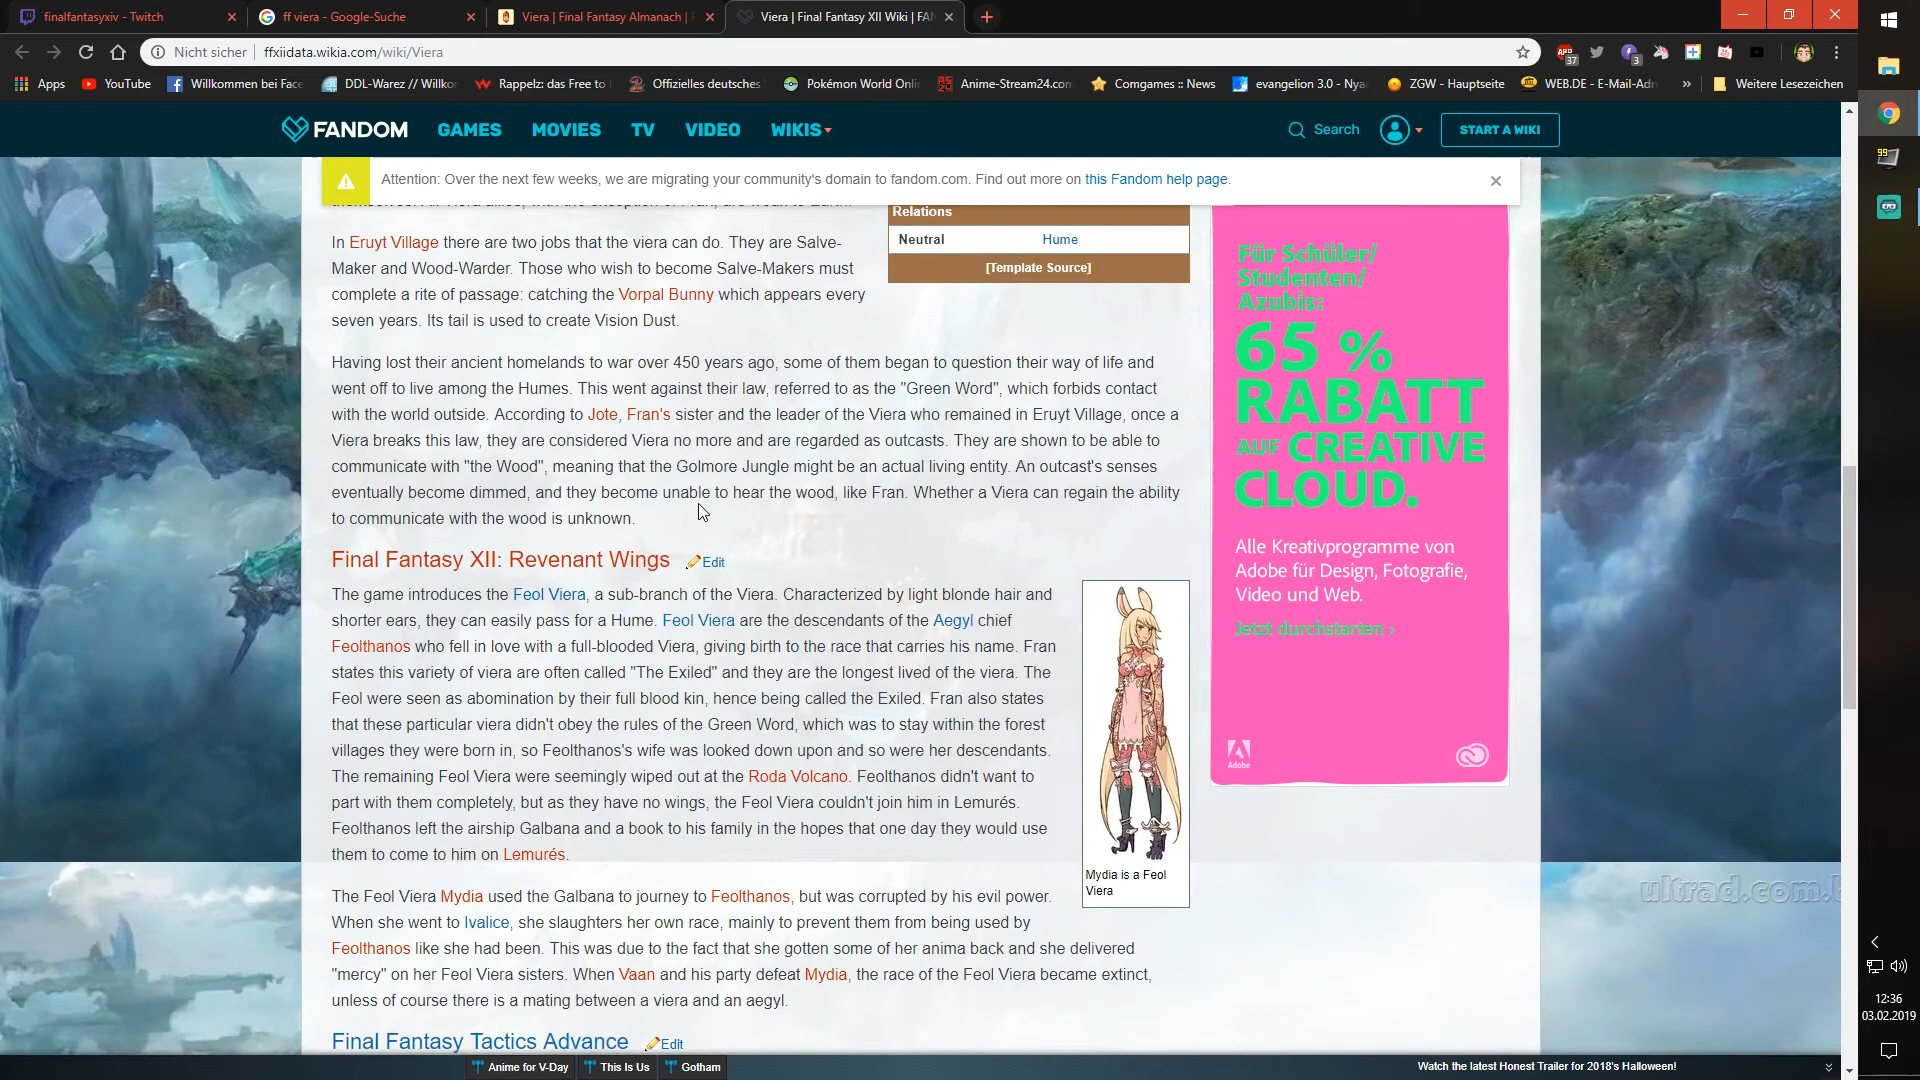 finalfantasyxiv - Twitch
ff viera - Google-Suche
Viera | Final Fantasy Almanach | F
Viera | Final Fantasy XII Wiki | FAN
Nicht sicher
ffxiidata.wikia.com/wiki/Viera
37
3
Apps
YouTube
Willkommen bei Face
DDL-Warez // Willko
Rappelz: das Free to
Offizielles deutsches
Pokémon World Onli
Anime-Stream24.com
Comgames :: News
evangelion 3.0 - Nyaa
ZGW - Hauptseite
WEB.DE - E-Mail-Adr
»
Weitere Lesezeichen
FANDOM
GAMES
MOVIES
TV
VIDEO
WIKIS
Search
START A WIKI
Attention: Over the next few weeks, we are migrating your community's domain to fandom.com. Find out more on this Fandom help page.
Relations
Neutral
Hume
[Template Source]
In Eruyt Village there are two jobs that the viera can do. They are Salve-
Maker and Wood-Warder. Those who wish to become Salve-Makers must
complete a rite of passage: catching the Vorpal Bunny which appears every
seven years. Its tail is used to create Vision Dust.
Having lost their ancient homelands to war over 450 years ago, some of them began to question their way of life and
went off to live among the Humes. This went against their law, referred to as the "Green Word", which forbids contact
with the world outside. According to Jote, Fran's sister and the leader of the Viera who remained in Eruyt Village, once a
Viera breaks this law, they are considered Viera no more and are regarded as outcasts. They are shown to be able to
communicate with "the Wood", meaning that the Golmore Jungle might be an actual living entity. An outcast's senses
eventually become dimmed, and they become unable to hear the wood, like Fran. Whether a Viera can regain the ability
to communicate with the wood is unknown.
Final Fantasy XII: Revenant Wings
Edit
The game introduces the Feol Viera, a sub-branch of the Viera. Characterized by light blonde hair and
shorter ears, they can easily pass for a Hume. Feol Viera are the descendants of the Aegyl chief
Feolthanos who fell in love with a full-blooded Viera, giving birth to the race that carries his name. Fran
states this variety of viera are often called "The Exiled" and they are the longest lived of the viera. The
Feol were seen as abomination by their full blood kin, hence being called the Exiled. Fran also states
that these particular viera didn't obey the rules of the Green Word, which was to stay within the forest
villages they were born in, so Feolthanos's wife was looked down upon and so were her descendants.
The remaining Feol Viera were seemingly wiped out at the Roda Volcano. Feolthanos didn't want to
part with them completely, but as they have no wings, the Feol Viera couldn't join him in Lemurés.
Feolthanos left the airship Galbana and a book to his family in the hopes that one day they would use
them to come to him on Lemurés.
Mydia is a Feol
Viera
The Feol Viera Mydia used the Galbana to journey to Feolthanos, but was corrupted by his evil power.
When she went to Ivalice, she slaughters her own race, mainly to prevent them from being used by
Feolthanos like she had been. This was due to the fact that she gotten some of her anima back and she delivered
"mercy" on her Feol Viera sisters. When Vaan and his party defeat Mydia, the race of the Feol Viera became extinct,
unless of course there is a mating between a viera and an aegyl.
Final Fantasy Tactics Advance
Edit
Für Schüler/
Studenten/
Azubis:
65 %
RABATT
AUF CREATIVE
CLOUD.
Alle Kreativprogramme von
Adobe für Design, Fotografie,
Video und Web.
Jetzt durchstarten ›
Adobe
ultrad.com.b
Anime for V-Day
This Is Us
Gotham
Watch the latest Honest Trailer for 2018's Halloween!
99
12:36
03.02.2019